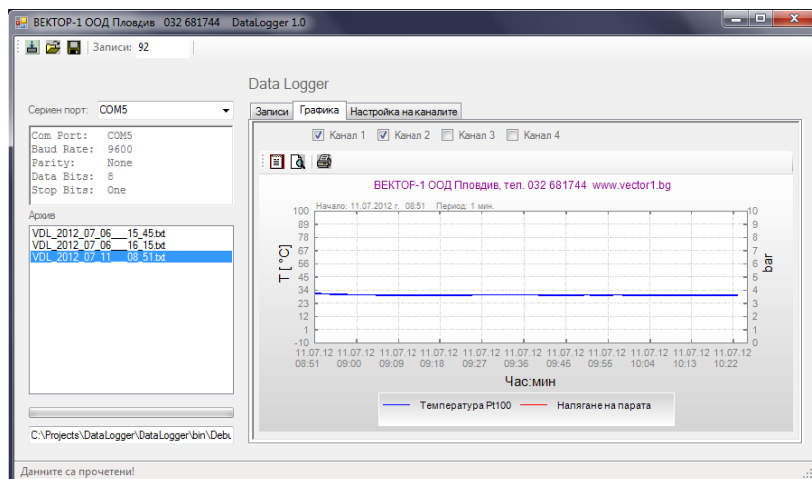 ВЕКТОР-1 ООД Пловдив 032 681744 DataLogger 1.0
Записи: 92
Data Logger
Сериен порт: COM5
Com Port: COM5
Baud Rate: 9600
Parity: None
Data Bits: 8
Stop Bits: One
Архив
VDL_2012_07_06___15_45.txt
VDL_2012_07_06___16_15.txt
VDL_2012_07_11___08_51.txt
C:\Projects\DataLogger\DataLogger\bin\Debu
Записи Графика Настройка на каналите
Канал 1 Канал 2 Канал 3 Канал 4
ВЕКТОР-1 ООД Пловдив, тел. 032 681744 www.vector1.bg
Начало: 11.07.2012 г. 08:51 Период: 1 мин.
T [ °C]
100
89
78
67
56
45
34
23
12
1
-10
10
9
8
7
6
5
4
3
2
1
0
bar
11.07.12 11.07.12 11.07.12 11.07.12 11.07.12 11.07.12 11.07.12 11.07.12 11.07.12 11.07.12 11.07.12
08:51 09:00 09:09 09:18 09:27 09:36 09:45 09:55 10:04 10:13 10:22
Час:мин
Температура Pt100 Налягане на парата
Данните са прочетени!